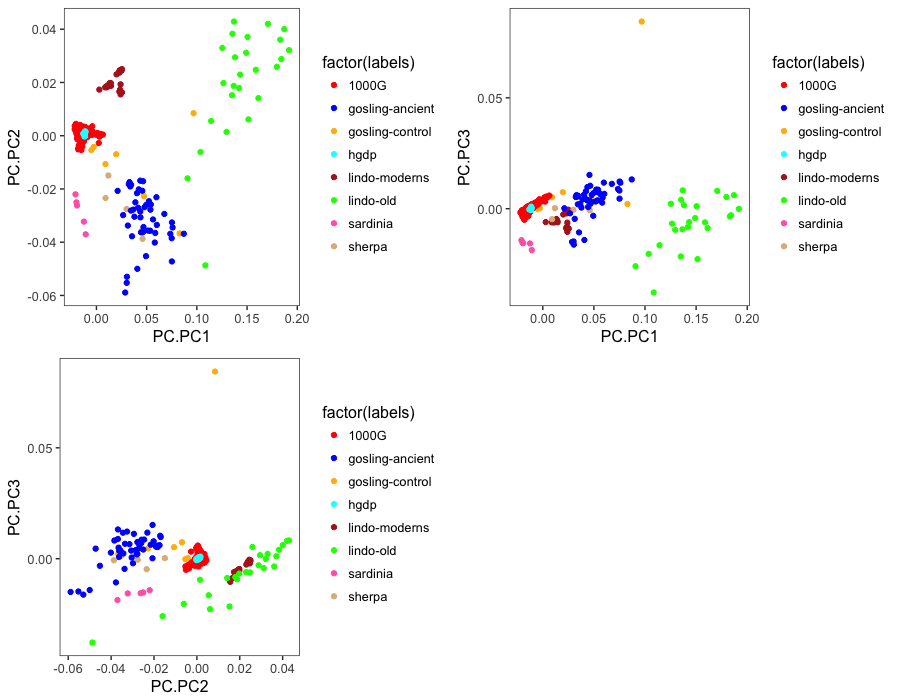 PC.PC2
0.04
0.02
0.00
-0.02
-0.04
-0.06
0.00 0.05 0.10 0.15 0.20
PC.PC1
factor(labels)
1000G
gosling-ancient
gosling-control
hgdp
lindo-moderns
lindo-old
sardinia
sherpa
PC.PC3
0.05
0.00
0.00 0.05 0.10 0.15 0.20
PC.PC1
factor(labels)
1000G
gosling-ancient
gosling-control
hgdp
lindo-moderns
lindo-old
sardinia
sherpa
PC.PC3
0.05
0.00
-0.06 -0.04 -0.02 0.00 0.02 0.04
PC.PC2
factor(labels)
1000G
gosling-ancient
gosling-control
hgdp
lindo-moderns
lindo-old
sardinia
sherpa